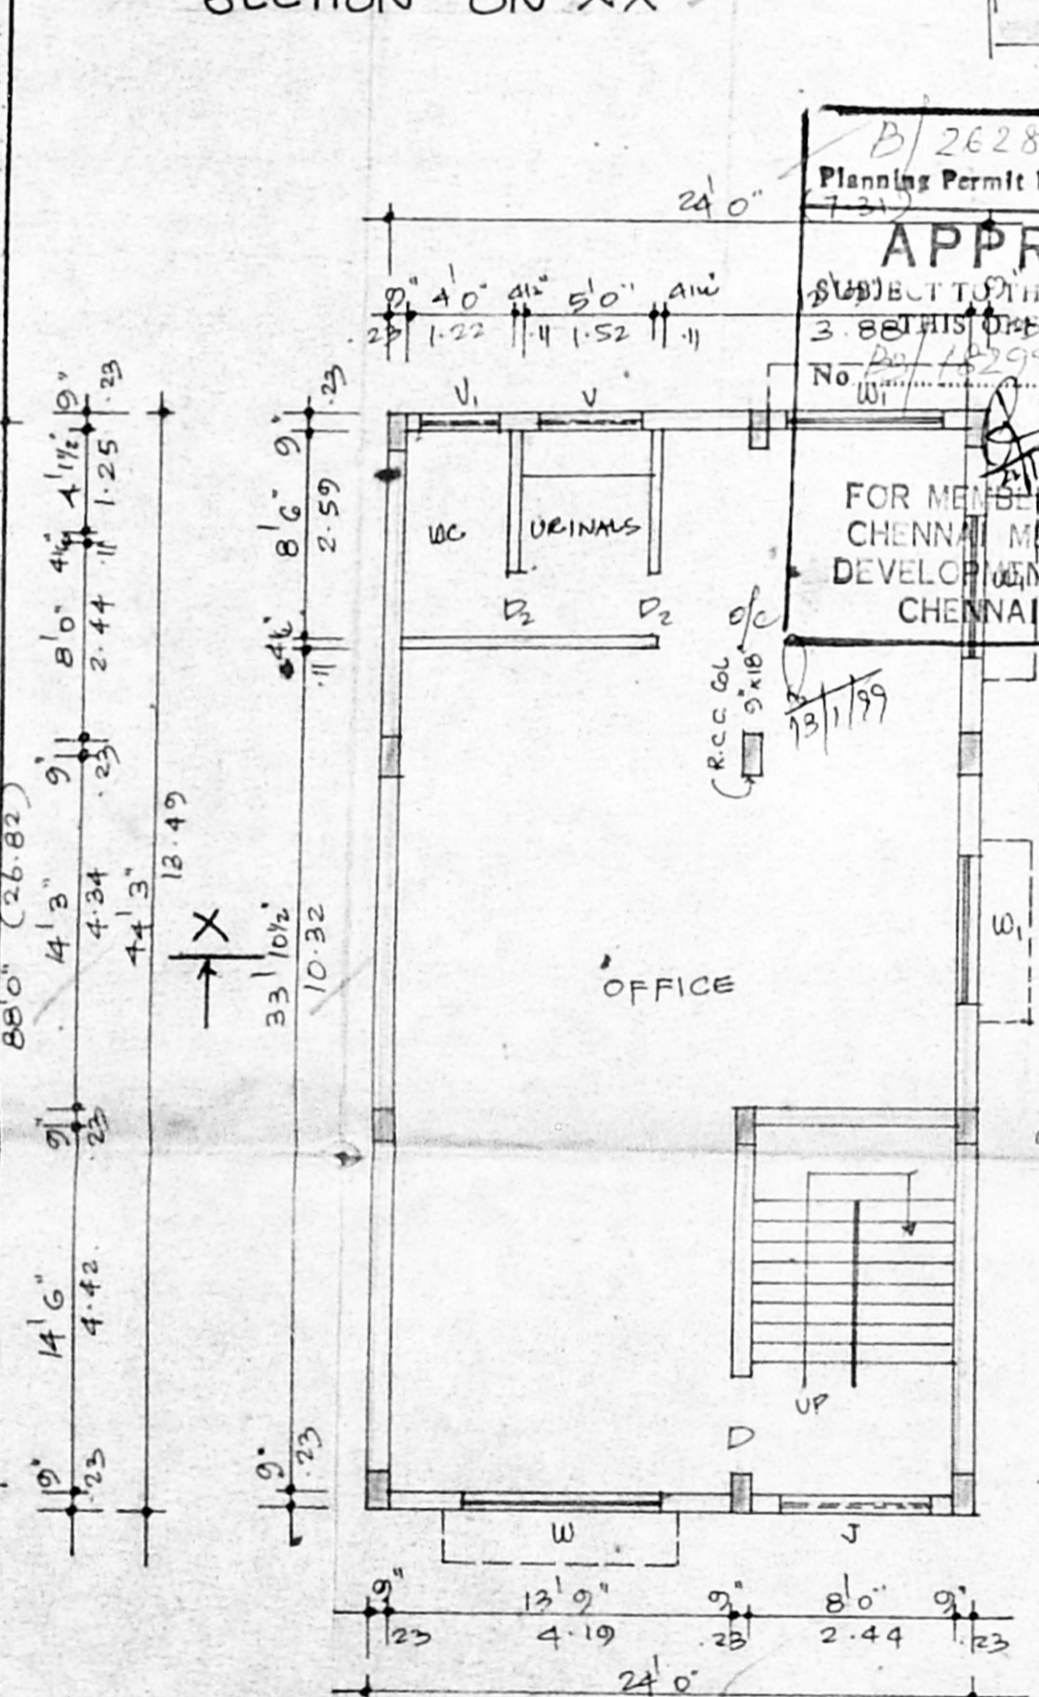 SECTION ON XX
B/ 2628
Planning Permit
24'0"
(7.31)
APPR
SUBJECT TO TH
THIS
No
9" 4'0" 4½" 5'0" 4½"
.23 1.22 .11 1.52 .11
3.88
V1
V
W1
FOR MEMBE
CHENNAI ME
DEVELOPMEN
CHENNAI
23/1/99
WC
URINALS
D2
D2
O/C
R.C.C. COL
9"x18"
OFFICE
W1
UP
D
W
J
9" 4'1½" 4½" 8'0" 9" 14'3" 9" 14'6" 9"
.23 1.25 .11 2.44 .23 4.34 .23 4.42 .23
88'0" (26.82)
44'3"
13.49
X
9" 8'6" 4½" 33'10½" 9"
.23 2.59 .11 10.32 .23
9" 13'9" 9" 8'0" 9"
.23 4.19 .23 2.44 .23
24'0"